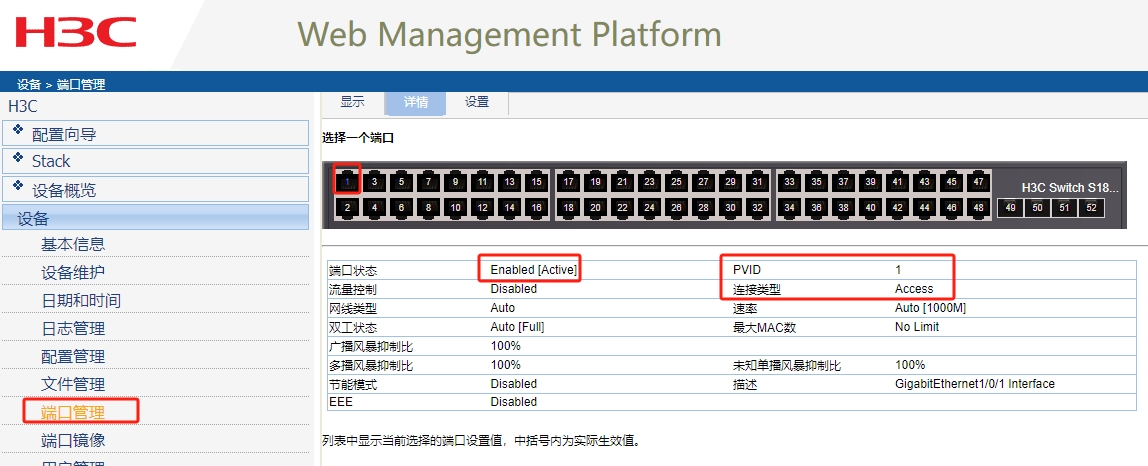 H3C
Web Management Platform
设备 > 端口管理
H3C
配置向导
Stack
设备概览
设备
基本信息
设备维护
日期和时间
日志管理
配置管理
文件管理
端口管理
端口镜像
用户管理
显示 详情 设置
选择一个端口
1 3 5 7 9 11 13 15 17 19 21 23 25 27 29 31 33 35 37 39 41 43 45 47
H3C Switch S18...
2 4 6 8 10 12 14 16 18 20 22 24 26 28 30 32 34 36 38 40 42 44 46 48 49 50 51 52
端口状态 Enabled [Active] PVID 1
流量控制 Disabled 连接类型 Access
网线类型 Auto 速率 Auto [1000M]
双工状态 Auto [Full] 最大MAC数 No Limit
广播风暴抑制比 100%
多播风暴抑制比 100% 未知单播风暴抑制比 100%
节能模式 Disabled 描述 GigabitEthernet1/0/1 Interface
EEE Disabled
列表中显示当前选择的端口设置值，中括号内为实际生效值。